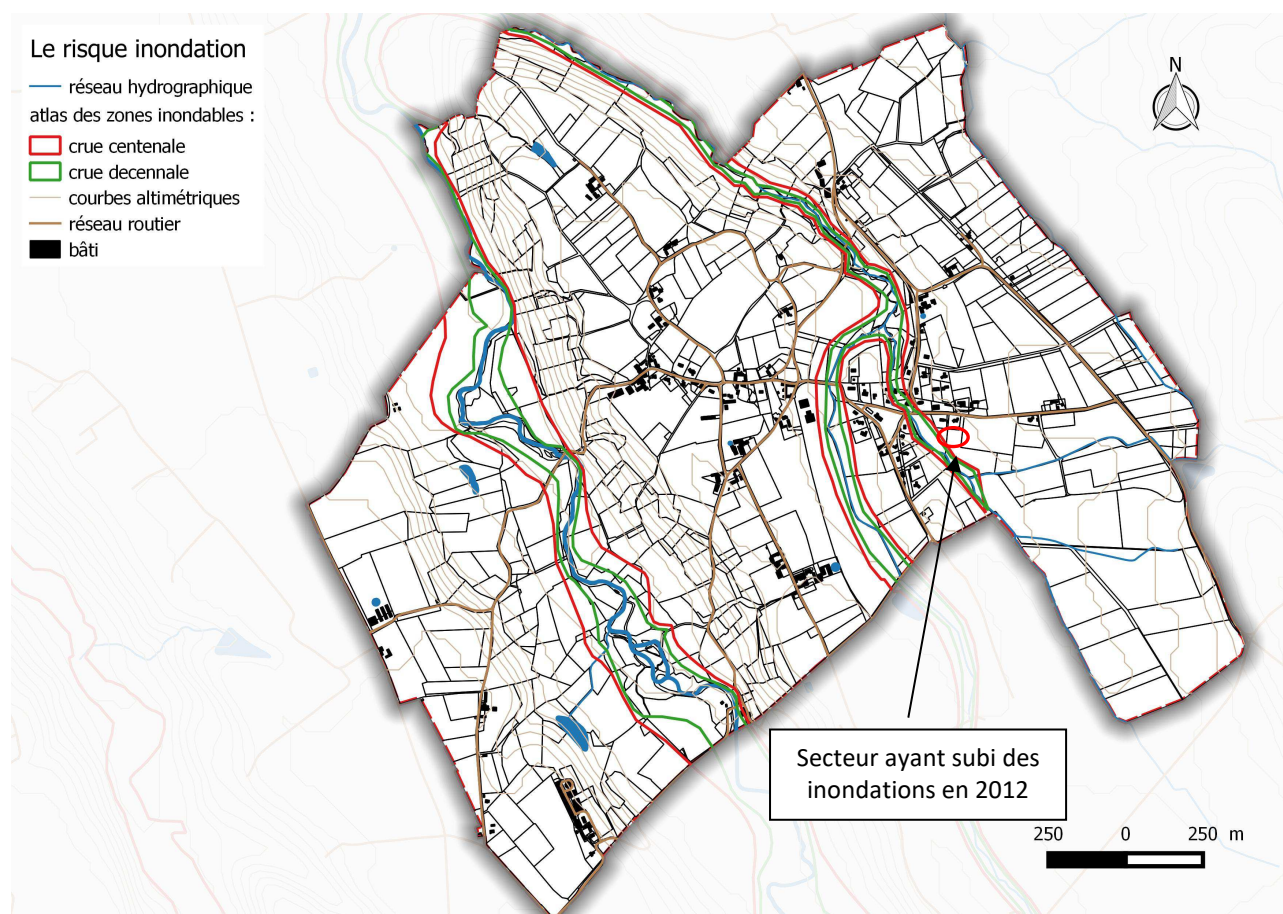 Le risque inondation
réseau hydrographique
atlas des zones inondables :
crue centenale
crue decennale
courbes altimétriques
réseau routier
bâti
N
Secteur ayant subi des
inondations en 2012
250 0 250 m